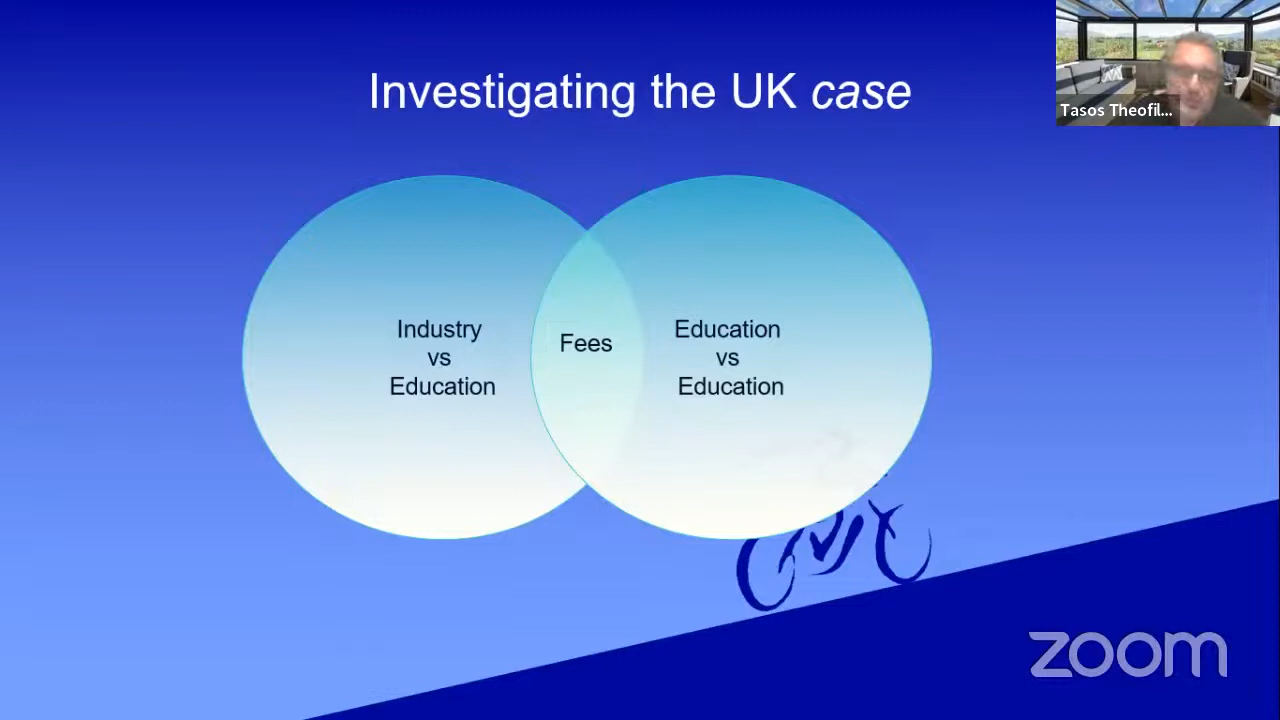 Investigating the UK case
Tasos Theofil...
Industry
vs
Education
Fees
Education
vs
Education
zoom